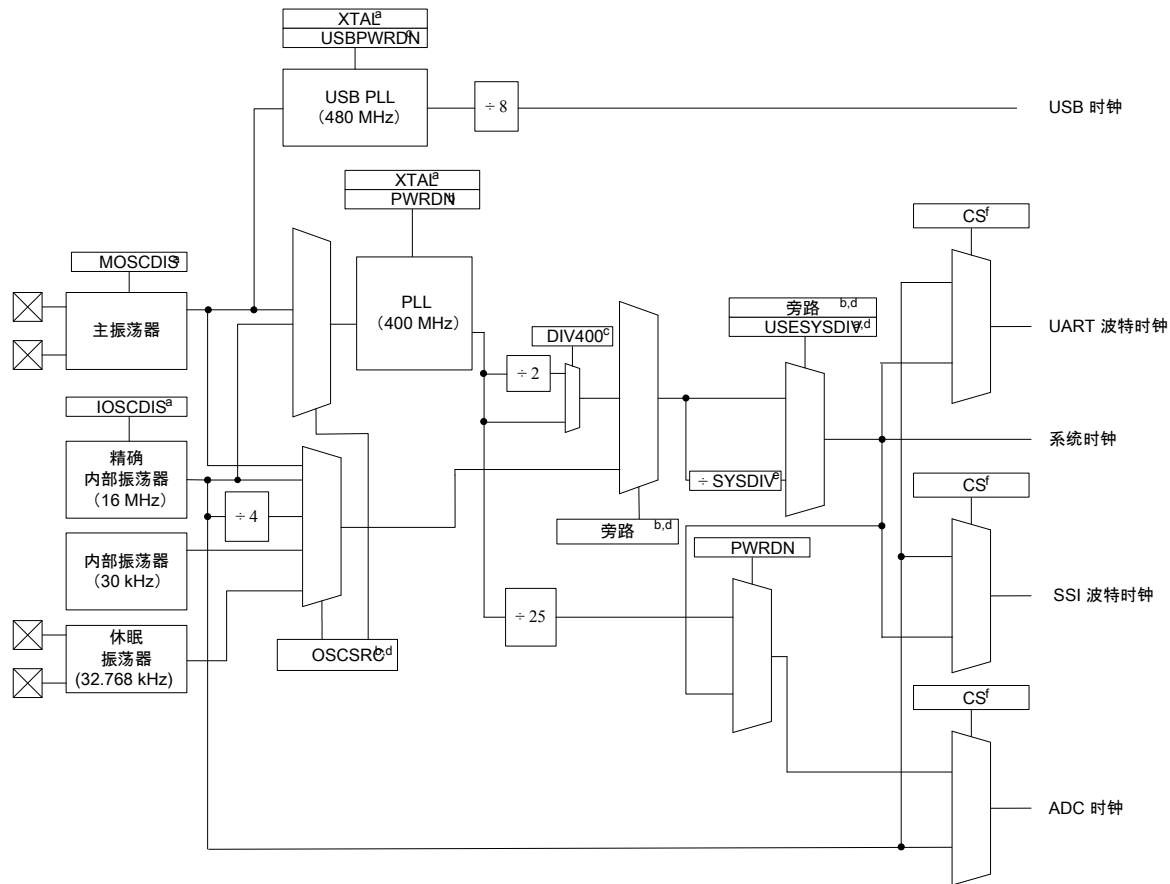 XTALa
USBPWRDNa
USB PLL
（480 MHz）
÷ 8
USB 时钟
XTALa
PWRDNb
CSf
MOSCDISa
主振荡器
PLL
（400 MHz）
旁路 b,d
USESYSDIVa,d
UART 波特时钟
DIV400c
÷ 2
IOSCDISa
精确
内部振荡器
（16 MHz）
系统时钟
÷ SYSDIVe
CSf
÷ 4
旁路 b,d
内部振荡器
（30 kHz）
PWRDN
SSI 波特时钟
÷ 25
休眠
振荡器
(32.768 kHz)
OSCSRCb,d
CSf
ADC 时钟